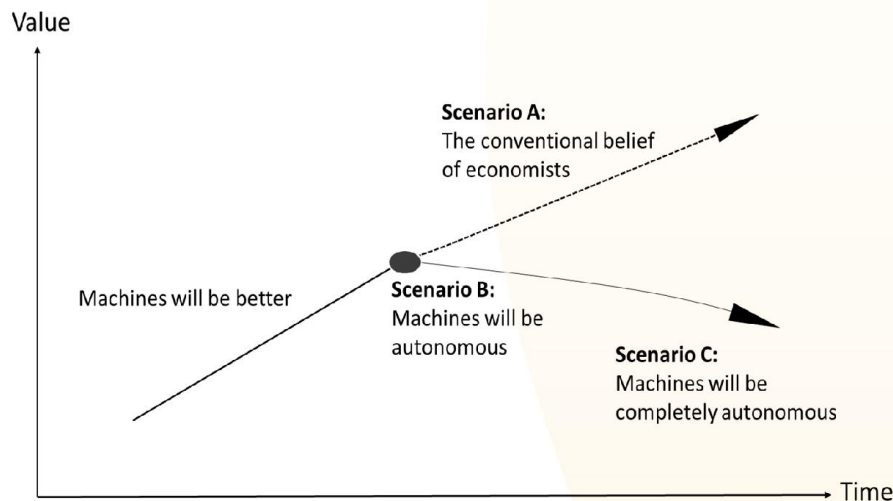 Value
Scenario A:
The conventional belief
of economists
Machines will be better
Scenario B:
Machines will be
autonomous
Scenario C:
Machines will be
completely autonomous
Time